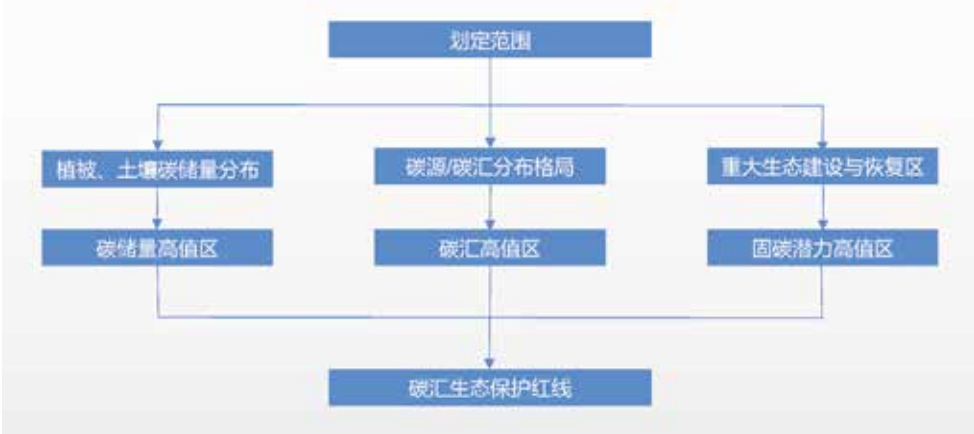 划定范围
植被、土壤碳储量分布
碳源/碳汇分布格局
重大生态建设与恢复区
碳储量高值区
碳汇高值区
固碳潜力高值区
碳汇生态保护红线